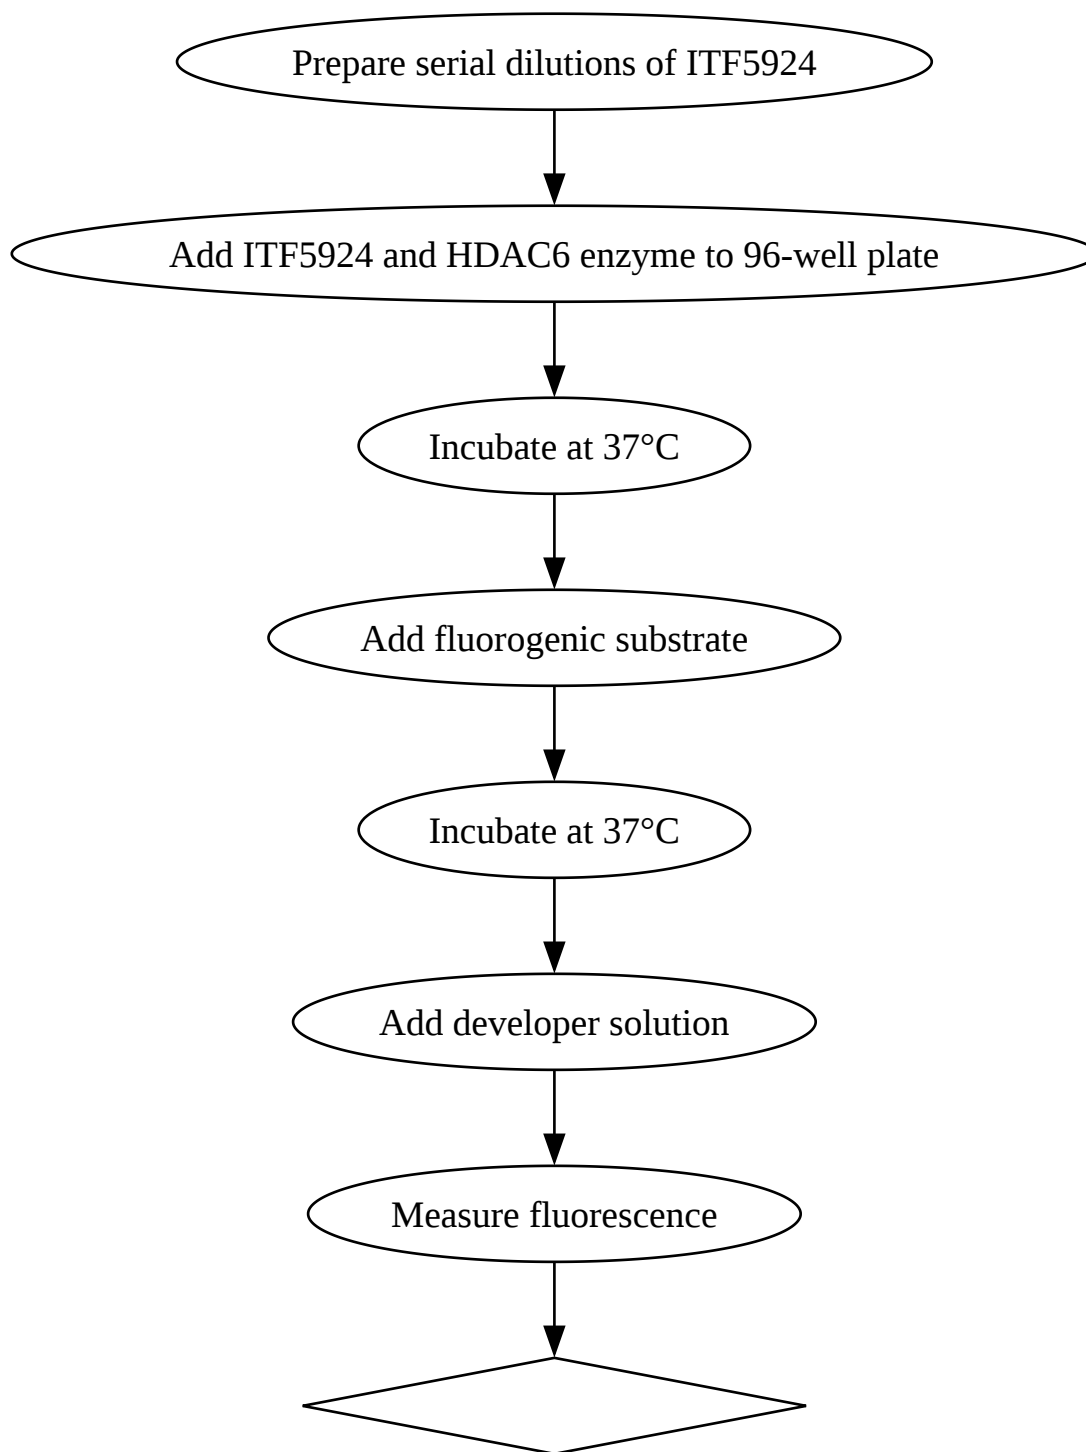 Prepare serial dilutions of ITF5924
Add ITF5924 and HDAC6 enzyme to 96-well plate
Incubate at 37°C
Add fluorogenic substrate
Incubate at 37°C
Add developer solution
Measure fluorescence